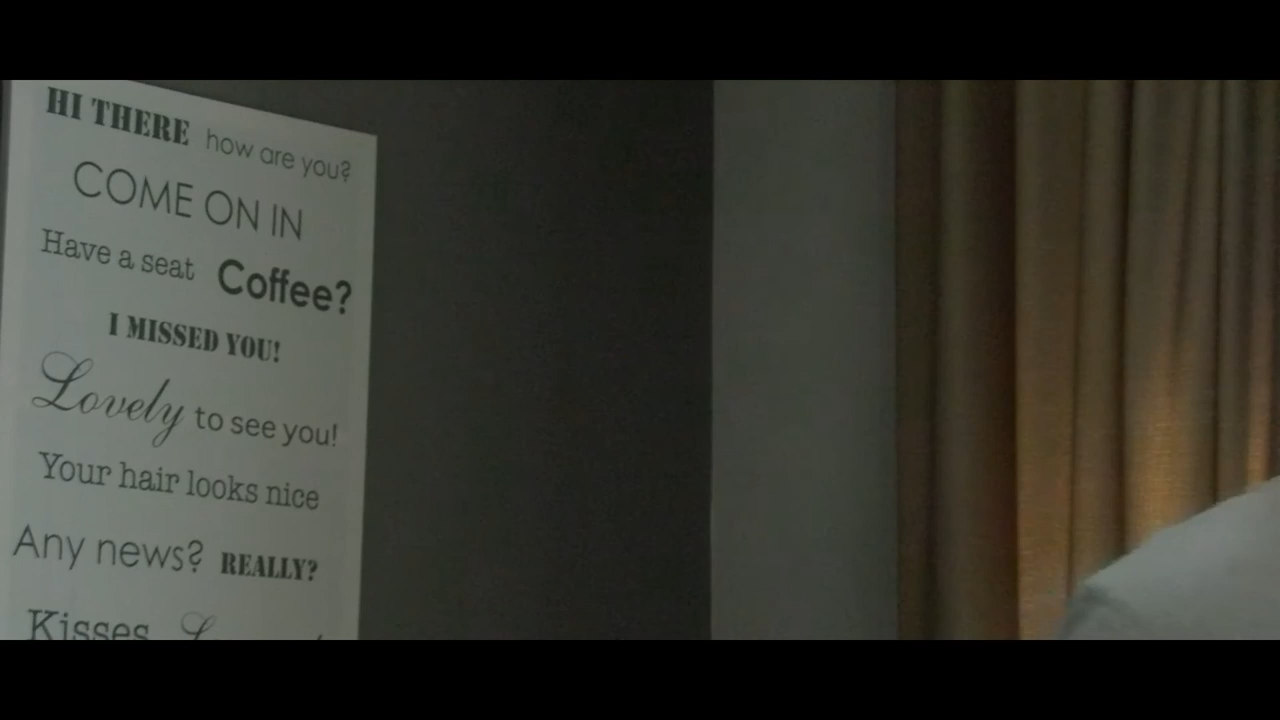 HI THERE how are you?
COME ON IN
Have a seat Coffee?
I MISSED YOU!
Lovely to see you!
Your hair looks nice
Any news? REALLY?
Kisses